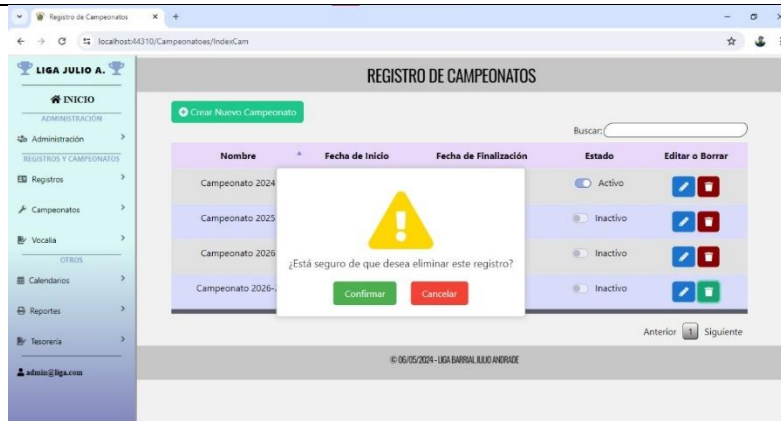 Registro de Campeonatos
localhost:44310/Campeonatoes/IndexCam
LIGA JULIO A.
INICIO
ADMINISTRACIÓN
Administración
REGISTROS Y CAMPEONATOS
Registros
Campeonatos
Vocalia
OTROS
Calendarios
Reportes
Tesorería
admin@liga.com
REGISTRO DE CAMPEONATOS
Crear Nuevo Campeonato
Buscar:
Nombre Fecha de Inicio Fecha de Finalización Estado Editar o Borrar
Campeonato 2024 Activo
Campeonato 2025 Inactivo
Campeonato 2026 Inactivo
Campeonato 2026- Inactivo
¿Está seguro de que desea eliminar este registro?
Confirmar Cancelar
Anterior 1 Siguiente
© 06/05/2024 - LIGA BARRIAL JULIO ANDRADE